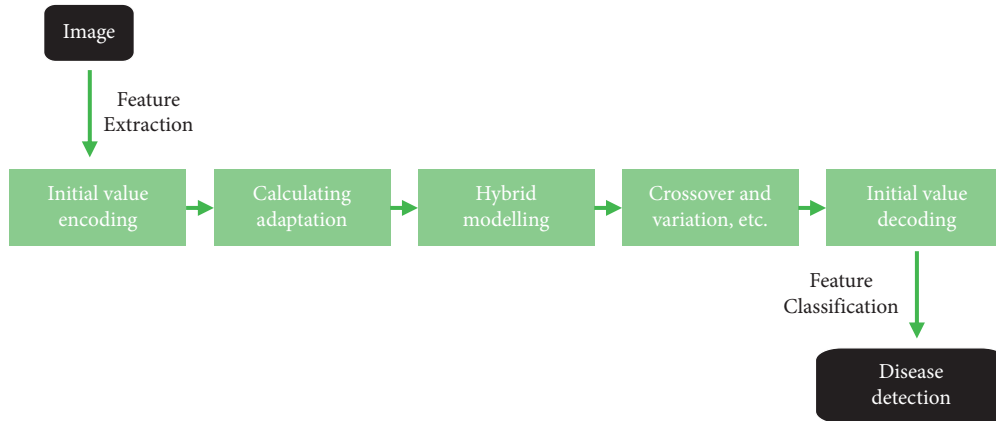 Image
Feature
Extraction
Initial value
encoding
Calculating
adaptation
Hybrid
modelling
Crossover and
variation, etc.
Initial value
decoding
Feature
Classification
Disease
detection